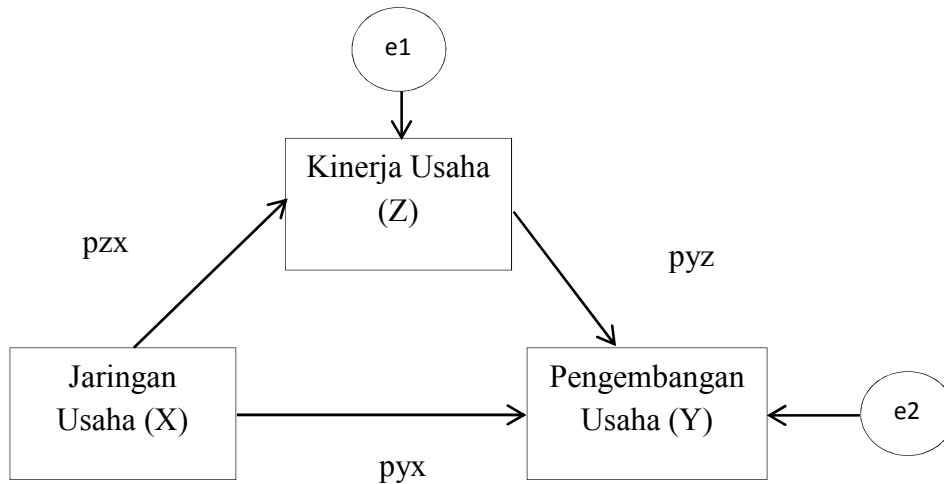 e1
Kinerja Usaha
(Z)
pzx
pyz
Jaringan
Usaha (X)
Pengembangan
Usaha (Y)
e2
pyx